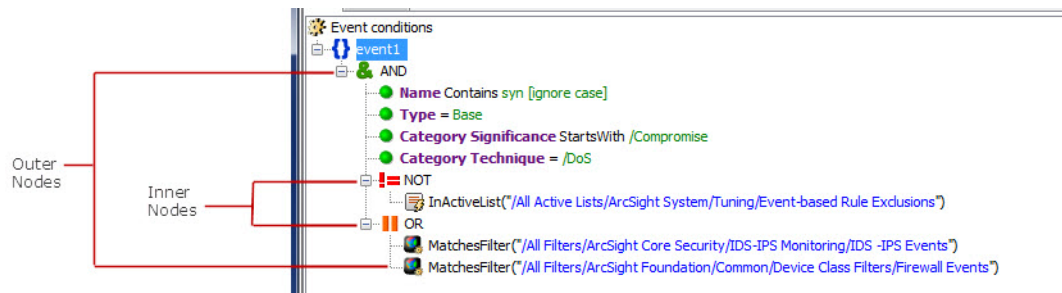 Event conditions
event1
AND
Name Contains syn [ignore case]
Type = Base
Category Significance StartsWith /Compromise
Category Technique = /DoS
Outer
Nodes
Inner
Nodes
NOT
InActiveList("/All Active Lists/ArcSight System/Tuning/Event-based Rule Exclusions")
OR
MatchesFilter("/All Filters/ArcSight Core Security/IDS-IPS Monitoring/IDS -IPS Events")
MatchesFilter("/All Filters/ArcSight Foundation/Common/Device Class Filters/Firewall Events")